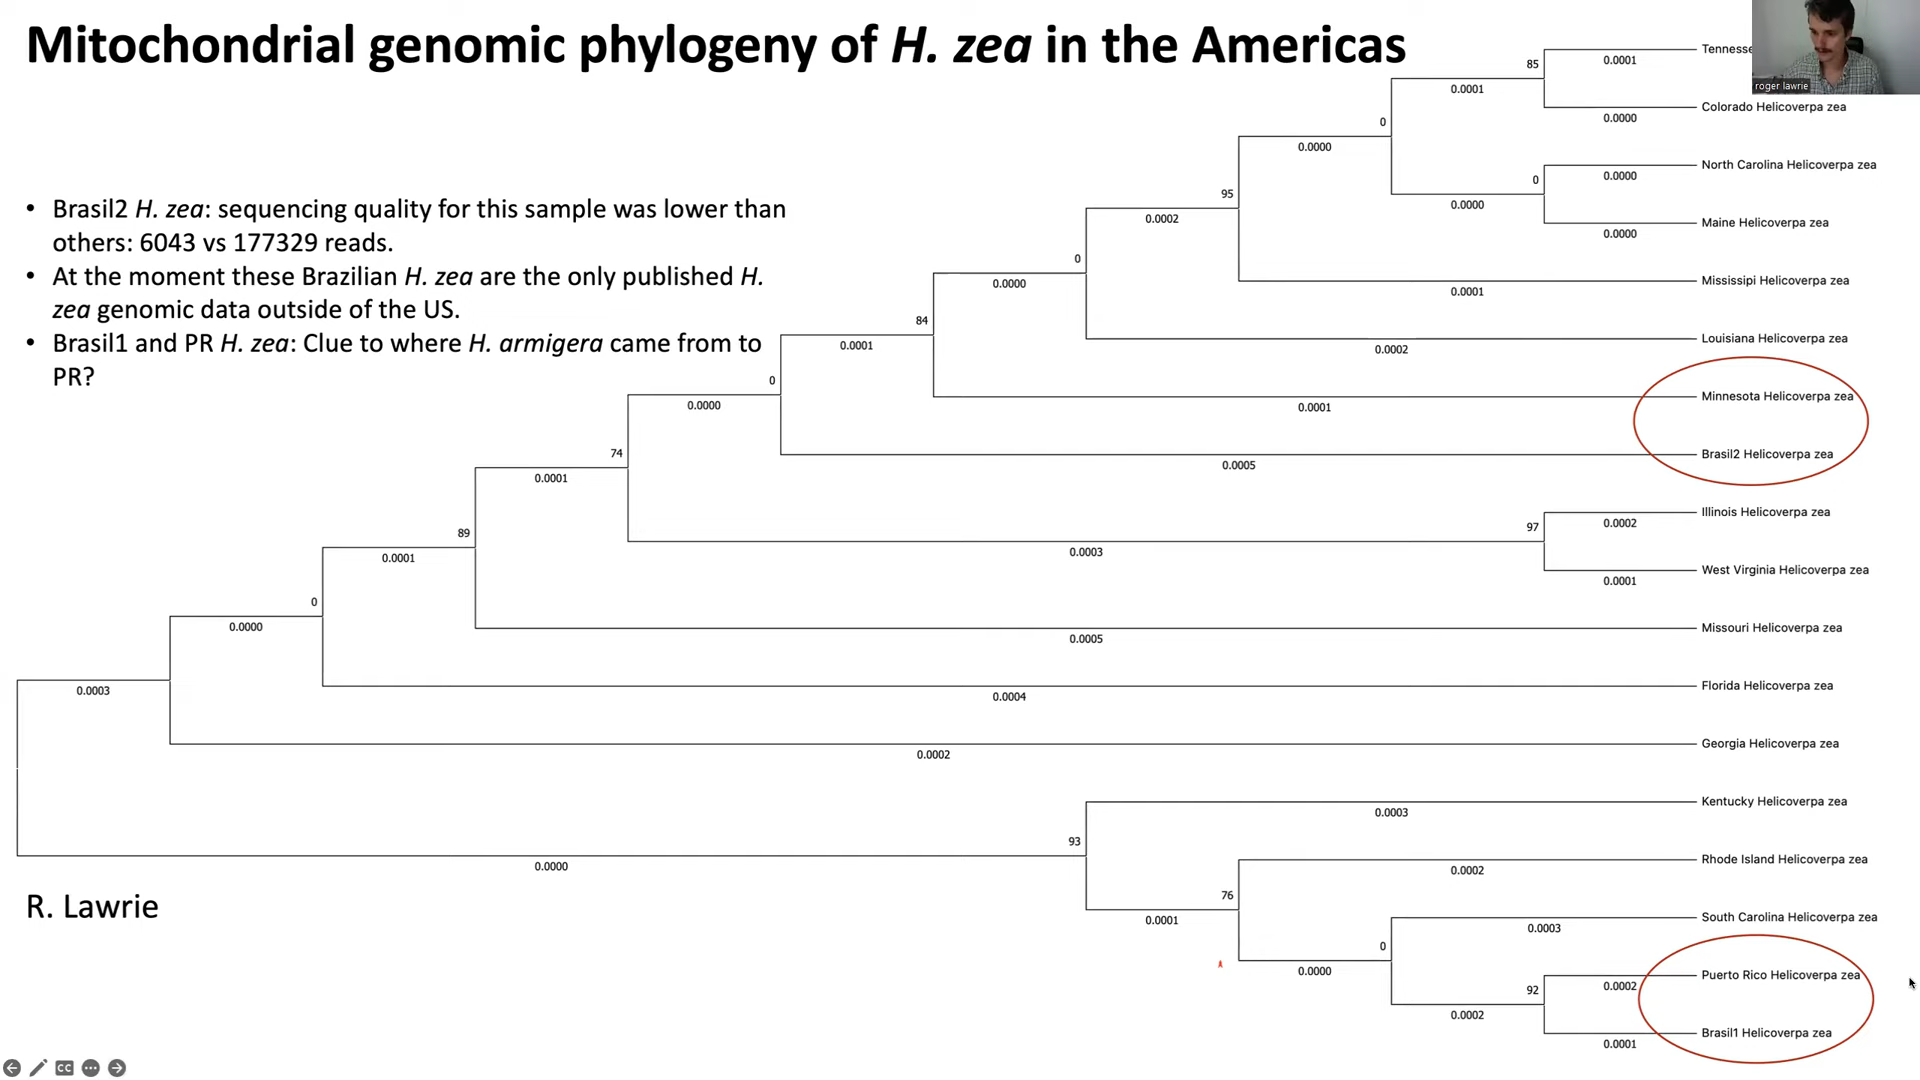 Mitochondrial genomic phylogeny of H. zea in the Americas
roger lawrie
• Brasil2 H. zea: sequencing quality for this sample was lower than
others: 6043 vs 177329 reads.
• At the moment these Brazilian H. zea are the only published H.
zea genomic data outside of the US.
• Brasil1 and PR H. zea: Clue to where H. armigera came from to
PR?
R. Lawrie
85
0.0001
0.0001
Colorado Helicoverpa zea
0.0000
0
0.0000
North Carolina Helicoverpa zea
0.0000
0
0.0000
Maine Helicoverpa zea
0.0000
95
0.0002
Mississipi Helicoverpa zea
0.0001
0
0.0000
Louisiana Helicoverpa zea
0.0002
84
0.0001
Minnesota Helicoverpa zea
0.0001
0
0.0000
Brasil2 Helicoverpa zea
0.0005
74
0.0001
Illinois Helicoverpa zea
0.0002
97
0.0003
West Virginia Helicoverpa zea
0.0001
89
0.0001
Missouri Helicoverpa zea
0.0005
0
0.0000
Florida Helicoverpa zea
0.0004
0.0003
Georgia Helicoverpa zea
0.0002
Kentucky Helicoverpa zea
0.0003
93
0.0000
Rhode Island Helicoverpa zea
0.0002
76
0.0001
South Carolina Helicoverpa zea
0.0003
0
0.0000
Puerto Rico Helicoverpa zea
0.0002
92
0.0002
Brasil1 Helicoverpa zea
0.0001
CC